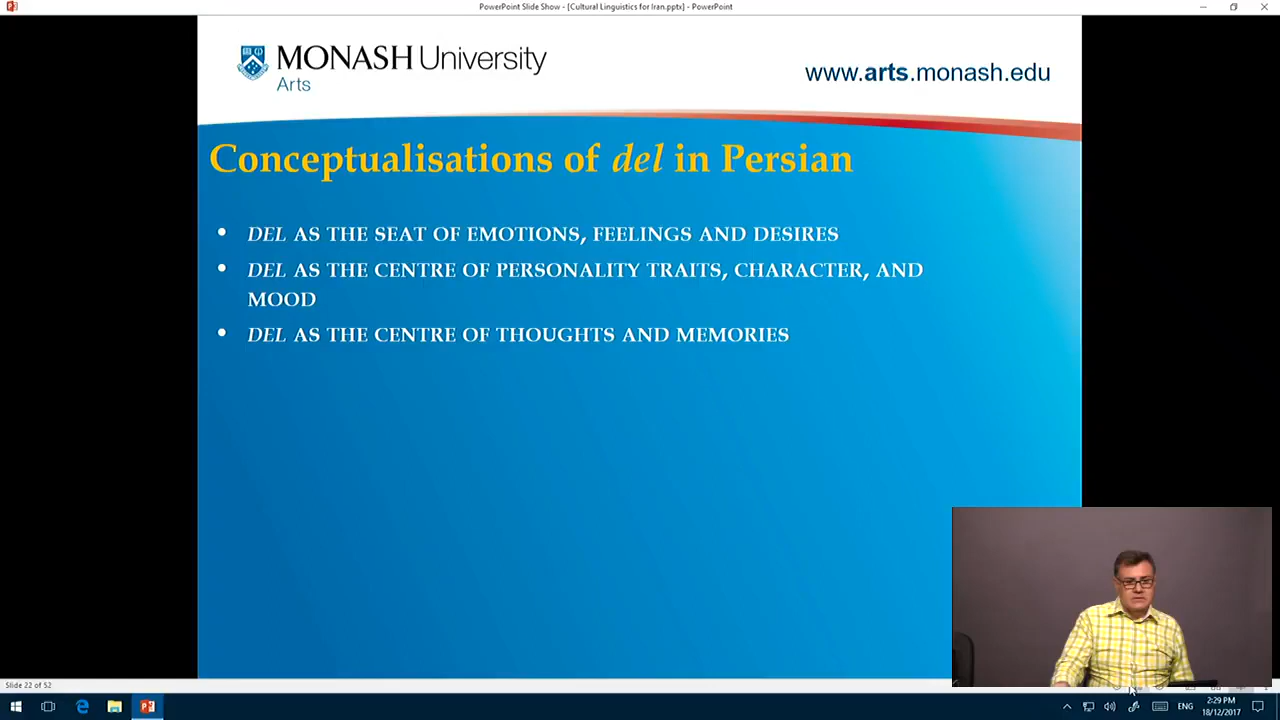 PowerPoint Slide Show - [Cultural Linguistics for Iran.pptx] - PowerPoint
MONASH University
Arts
www.arts.monash.edu
Conceptualisations of del in Persian
• DEL AS THE SEAT OF EMOTIONS, FEELINGS AND DESIRES
• DEL AS THE CENTRE OF PERSONALITY TRAITS, CHARACTER, AND
MOOD
• DEL AS THE CENTRE OF THOUGHTS AND MEMORIES
Slide 22 of 52
ENG
2:29 PM
18/12/2017